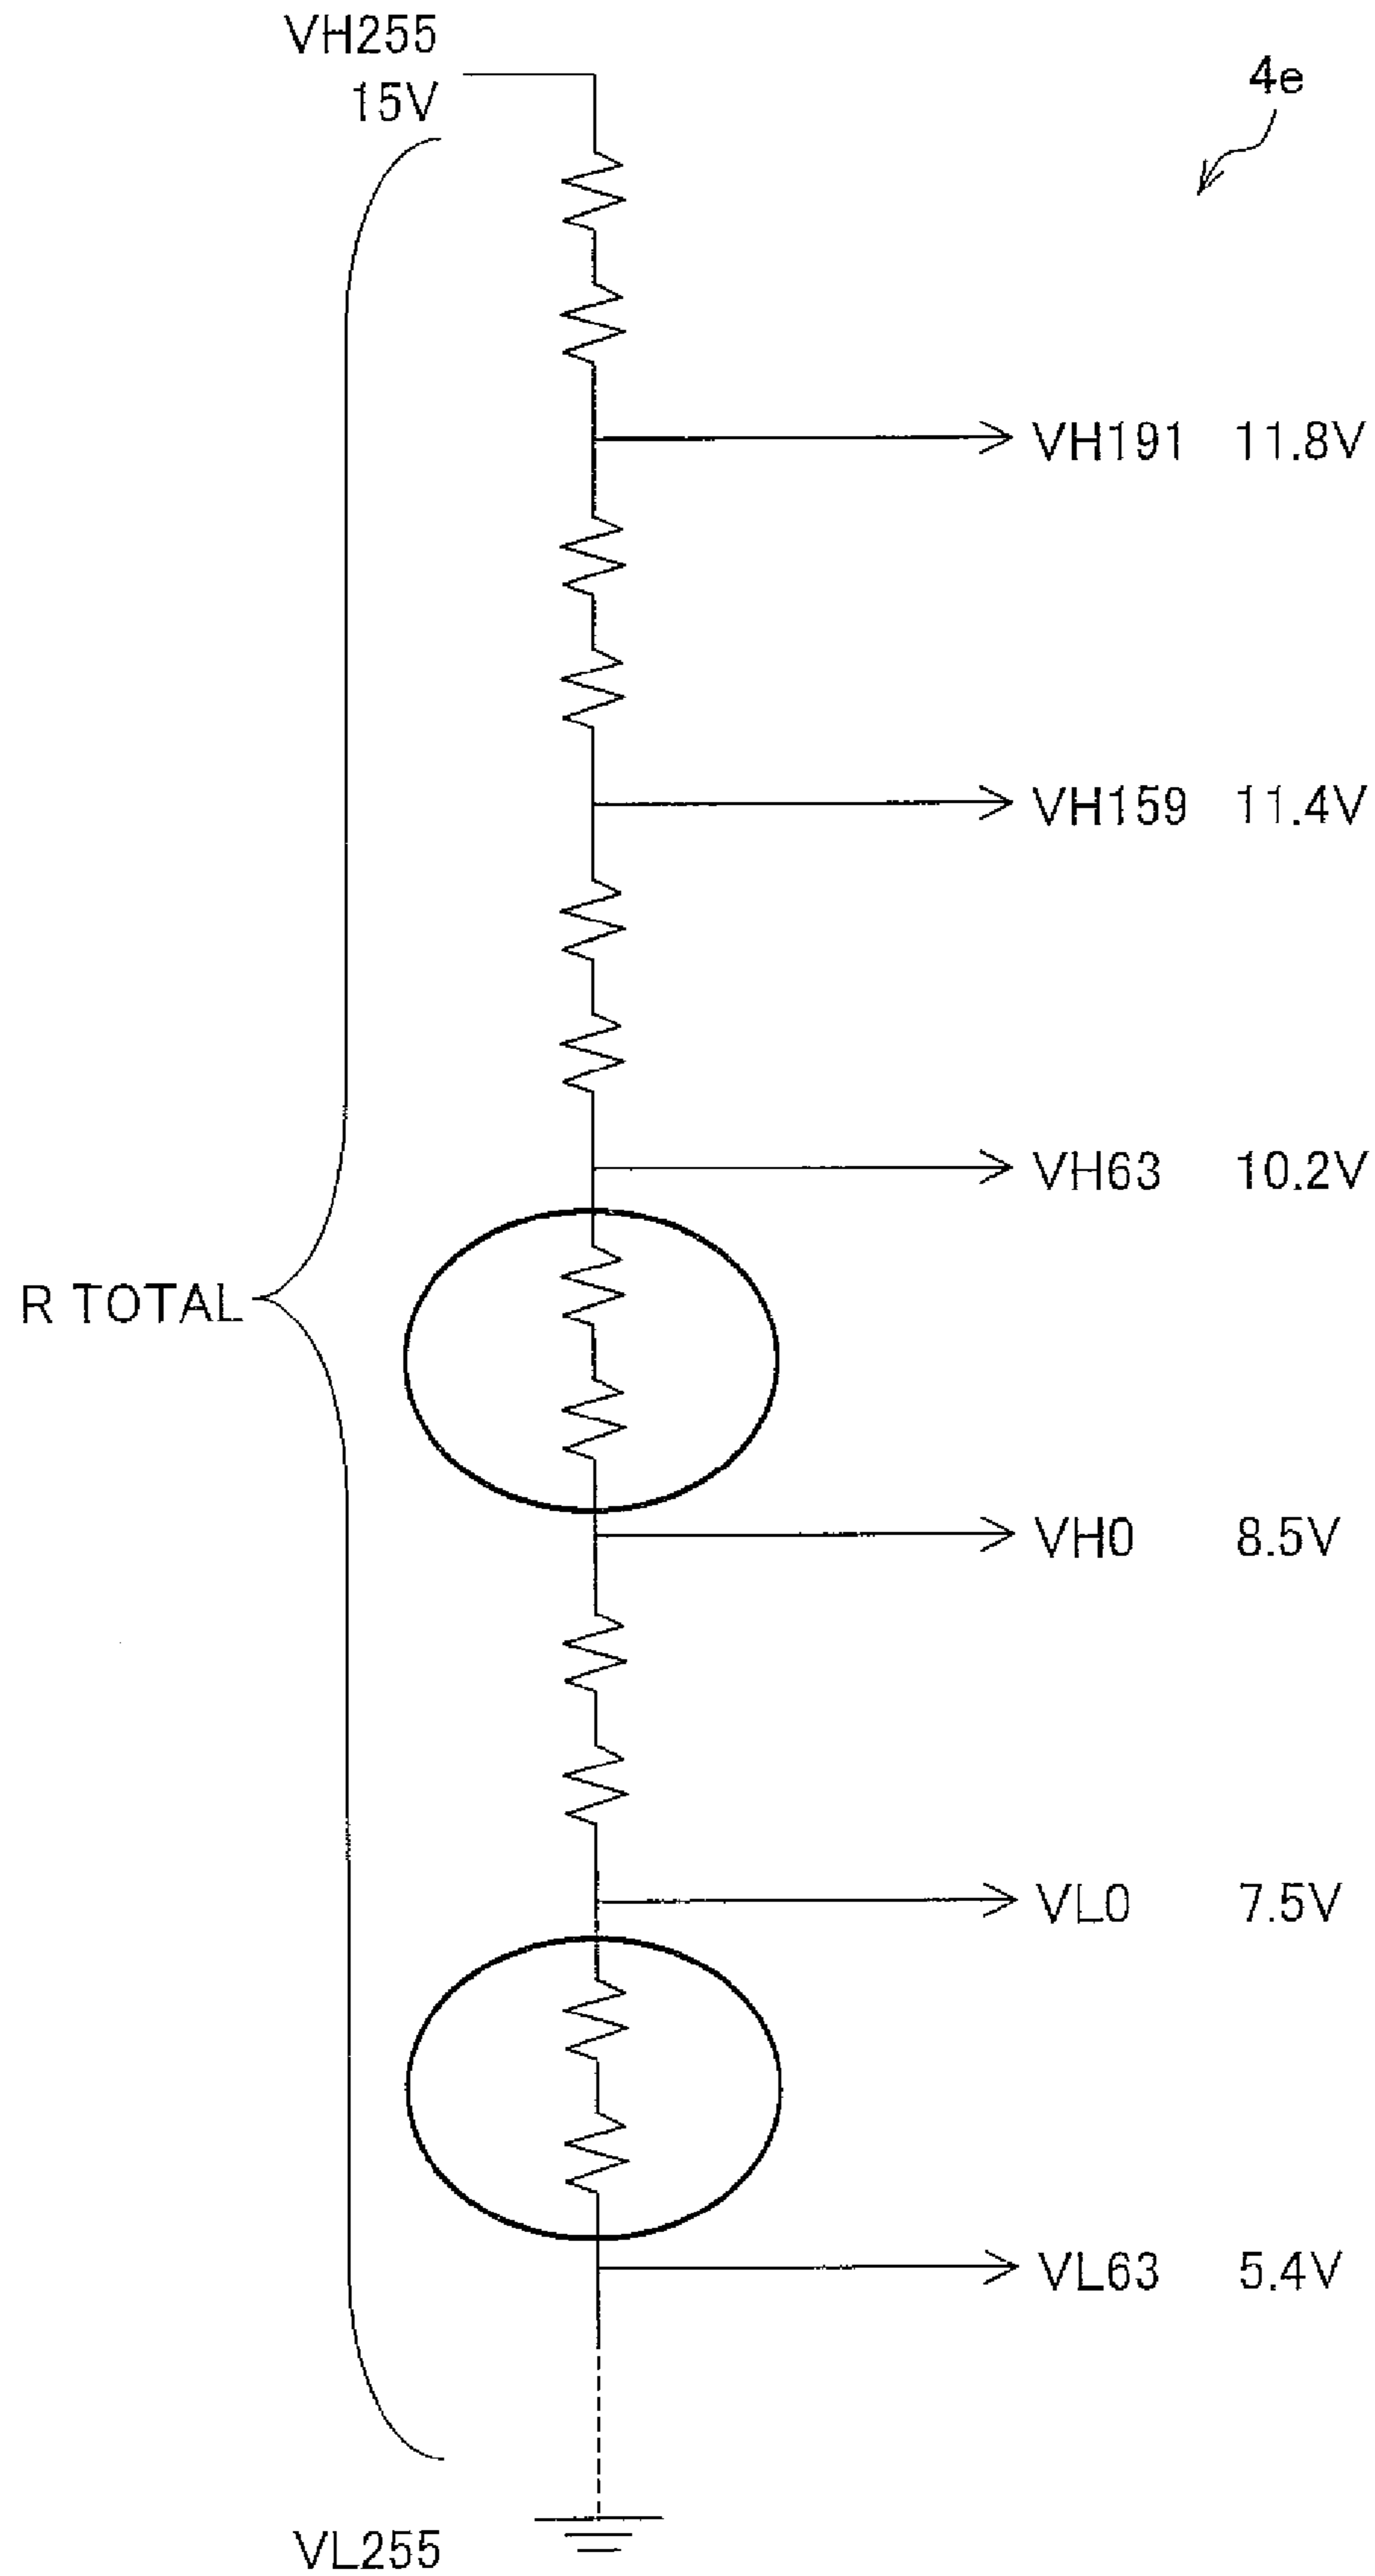 VH255
15V
4e
VH191 11.8V
VH159 11.4V
VH63 10.2V
R TOTAL
VH0 8.5V
VL0 7.5V
VL63 5.4V
VL255